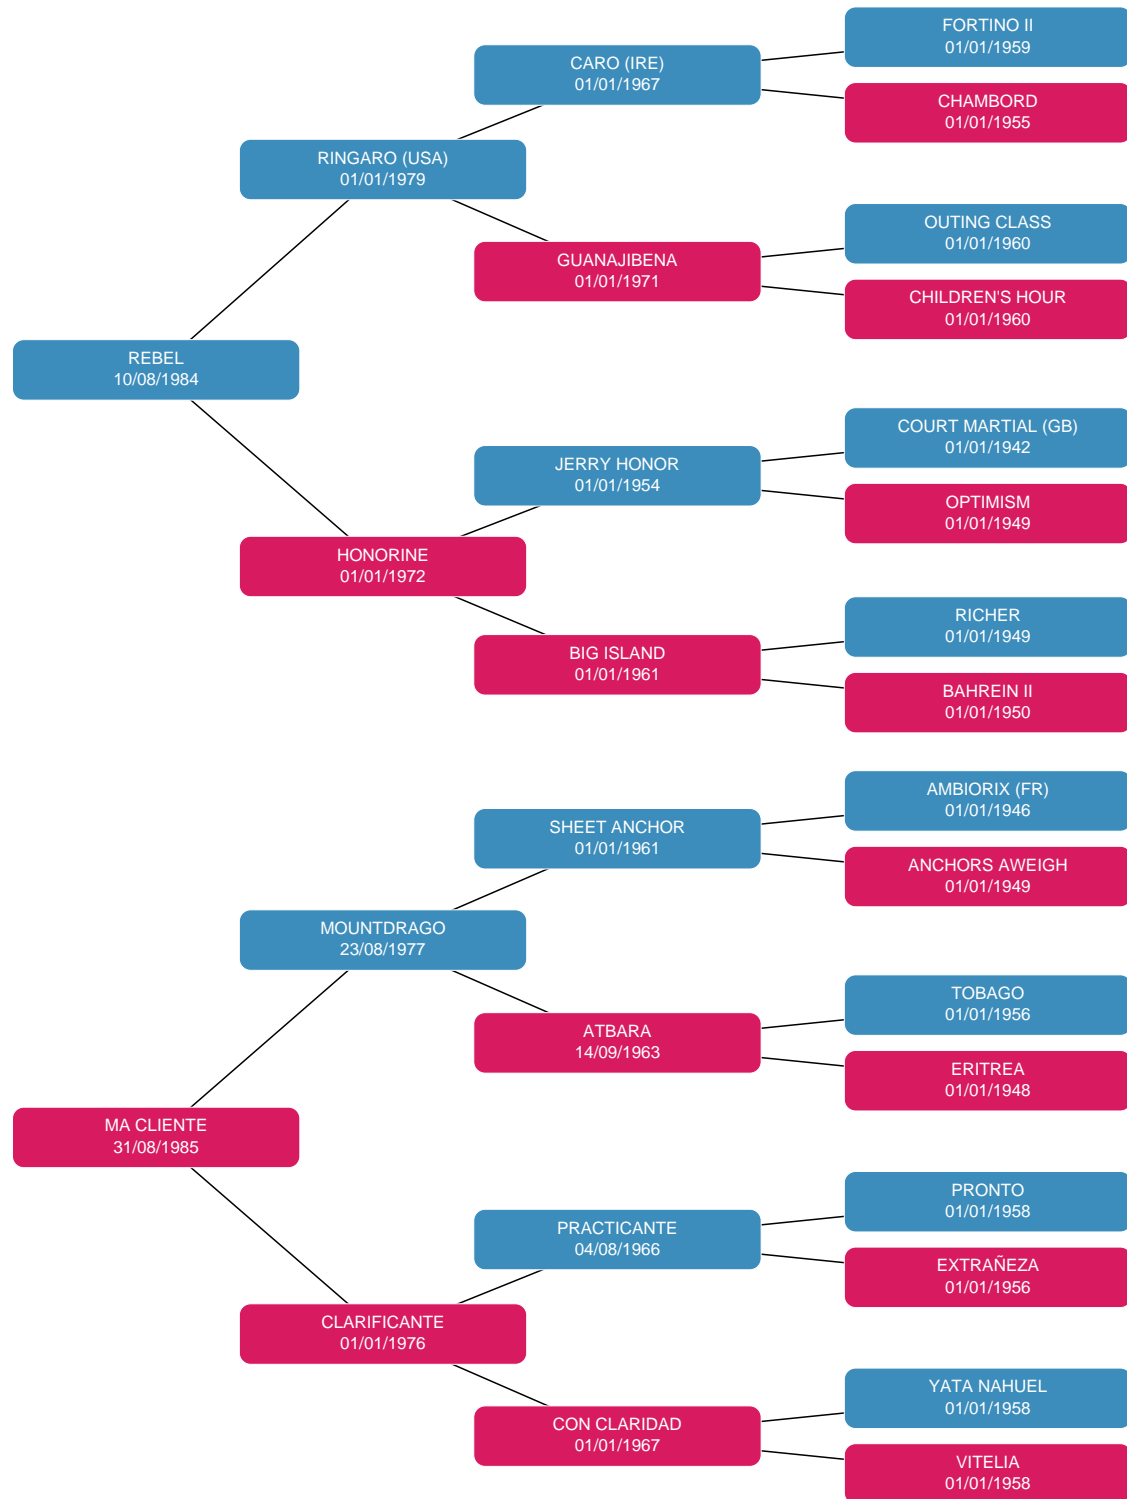 FORTINO II
01/01/1959
CARO (IRE)
01/01/1967
CHAMBORD
01/01/1955
RINGARO (USA)
01/01/1979
OUTING CLASS
01/01/1960
GUANAJIBENA
01/01/1971
CHILDREN'S HOUR
01/01/1960
REBEL
10/08/1984
COURT MARTIAL (GB)
01/01/1942
JERRY HONOR
01/01/1954
OPTIMISM
01/01/1949
HONORINE
01/01/1972
RICHER
01/01/1949
BIG ISLAND
01/01/1961
BAHREIN II
01/01/1950
AMBIORIX (FR)
01/01/1946
SHEET ANCHOR
01/01/1961
ANCHORS AWEIGH
01/01/1949
MOUNTDRAGO
23/08/1977
TOBAGO
01/01/1956
ATBARA
14/09/1963
ERITREA
01/01/1948
MA CLIENTE
31/08/1985
PRONTO
01/01/1958
PRACTICANTE
04/08/1966
EXTRAÑEZA
01/01/1956
CLARIFICANTE
01/01/1976
YATA NAHUEL
01/01/1958
CON CLARIDAD
01/01/1967
VITELIA
01/01/1958